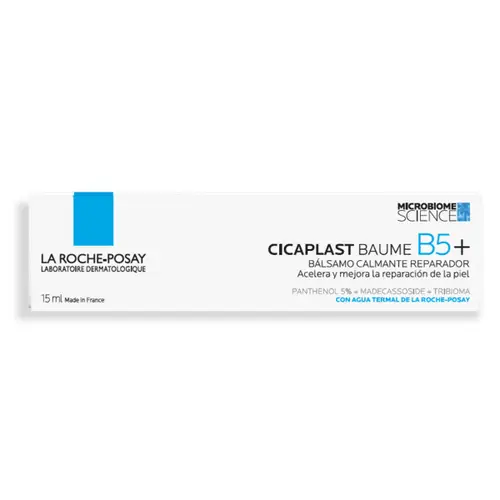 MICROBIOME
SCIENCE
LA ROCHE-POSAY
LABORATOIRE DERMATOLOGIQUE
15 ml Made in France
CICAPLAST BAUME B5+
BÁLSAMO CALMANTE REPARADOR
Acelera y mejora la reparación de la piel
PANTHENOL 5% + MADECASSOSIDE + TRIBIOMA
CON AGUA TERMAL DE LA ROCHE-POSAY